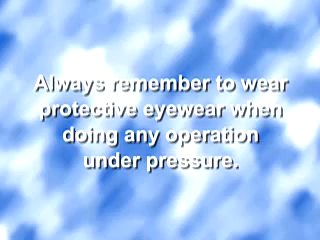 Always remember to wear
protective eyewear when
doing any operation
under pressure.